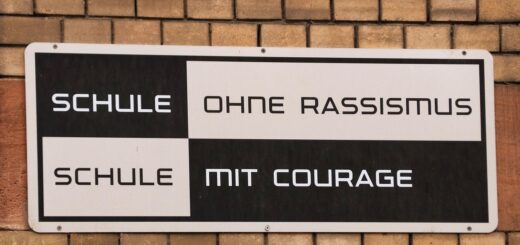 SCHULE OHNE RASSISMUS
SCHULE MIT COURAGE